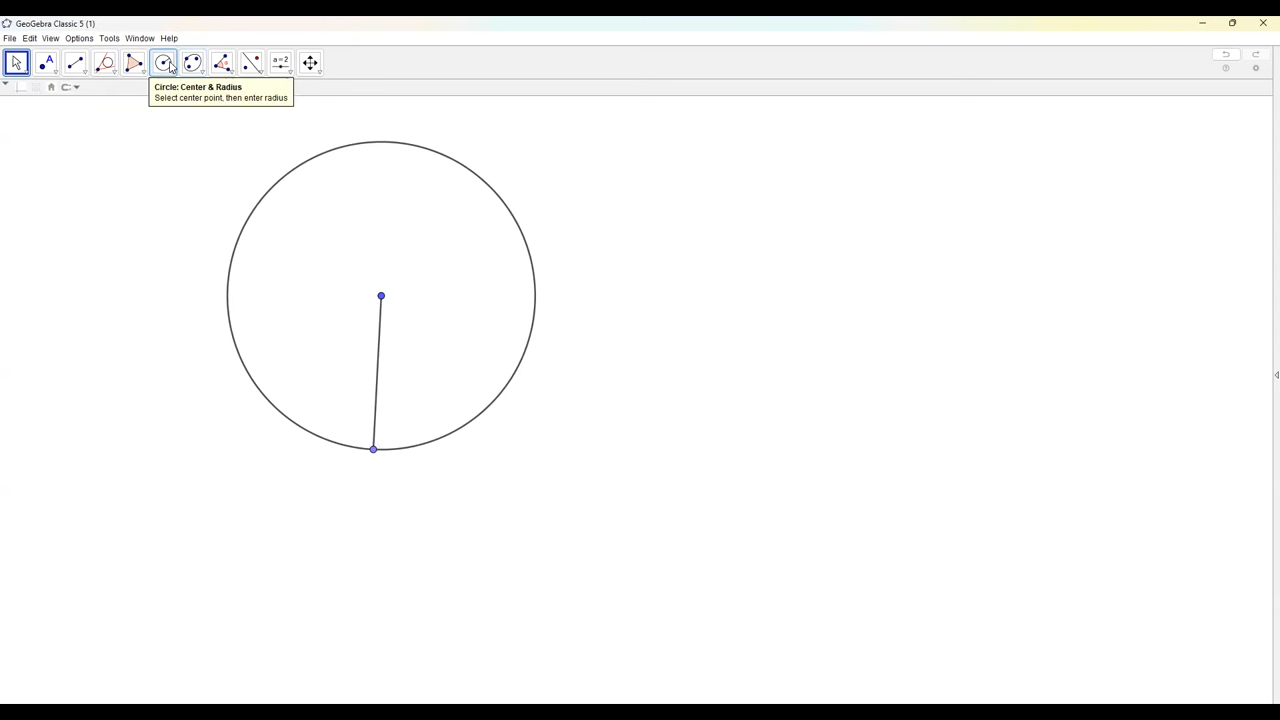 GeoGebra Classic 5 (1)
File Edit View Options Tools Window Help
A
a=2
Circle: Center & Radius
Select center point, then enter radius